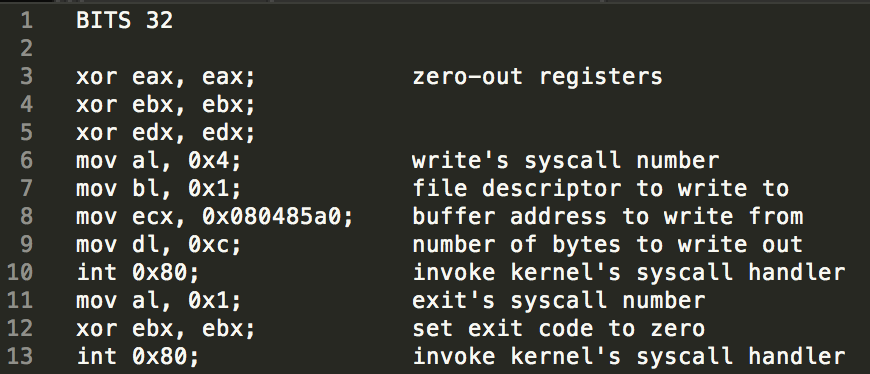 1 BITS 32
2
3 xor eax, eax; zero-out registers
4 xor ebx, ebx;
5 xor edx, edx;
6 mov al, 0x4; write's syscall number
7 mov bl, 0x1; file descriptor to write to
8 mov ecx, 0x080485a0; buffer address to write from
9 mov dl, 0xc; number of bytes to write out
10 int 0x80; invoke kernel's syscall handler
11 mov al, 0x1; exit's syscall number
12 xor ebx, ebx; set exit code to zero
13 int 0x80; invoke kernel's syscall handler